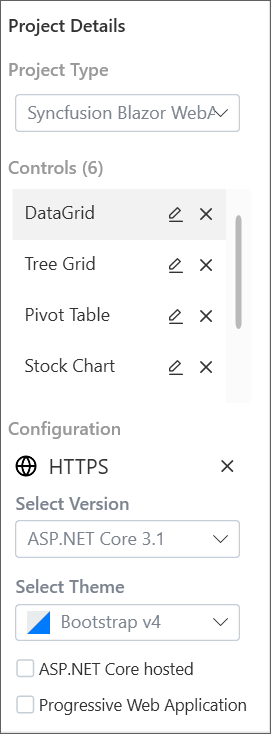 Project Details
Project Type
Syncfusion Blazor WebA
Controls (6)
DataGrid
Tree Grid
Pivot Table
Stock Chart
Configuration
HTTPS
Select Version
ASP.NET Core 3.1
Select Theme
Bootstrap v4
ASP.NET Core hosted
Progressive Web Application